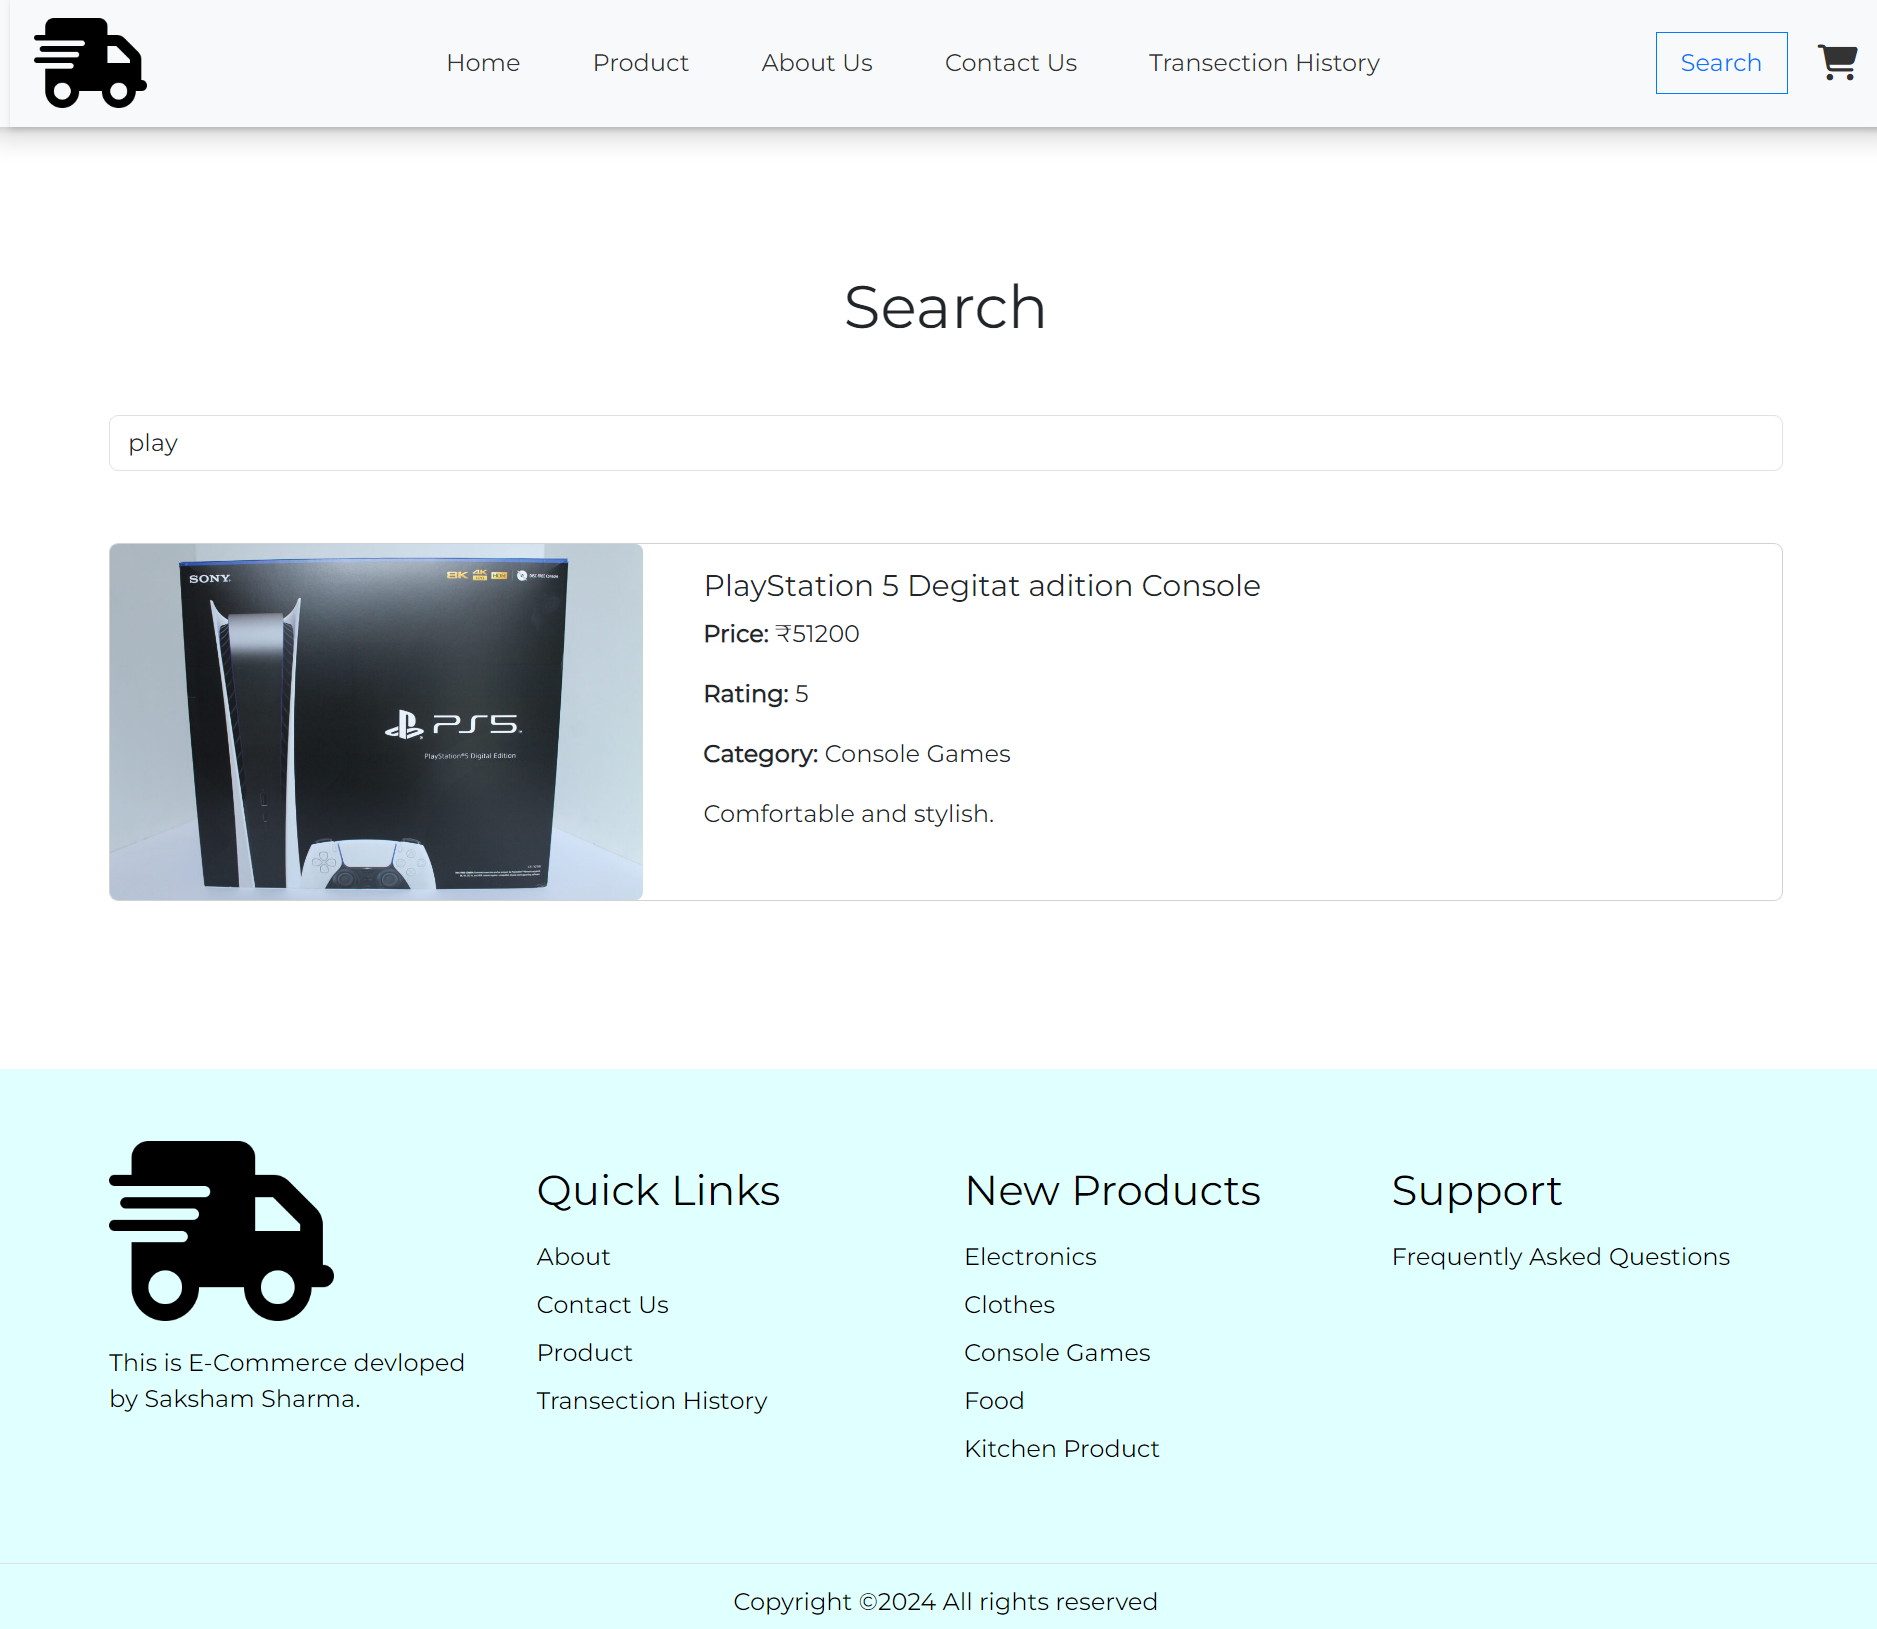 Home Product About Us Contact Us Transection History Search
Search
play
SONY
8K 4K HDR
PS5
PlayStation®5 Digital Edition
PlayStation 5 Degitat adition Console
Price: ₹51200
Rating: 5
Category: Console Games
Comfortable and stylish.
This is E-Commerce devloped
by Saksham Sharma.
Quick Links
About
Contact Us
Product
Transection History
New Products
Electronics
Clothes
Console Games
Food
Kitchen Product
Support
Frequently Asked Questions
Copyright ©2024 All rights reserved